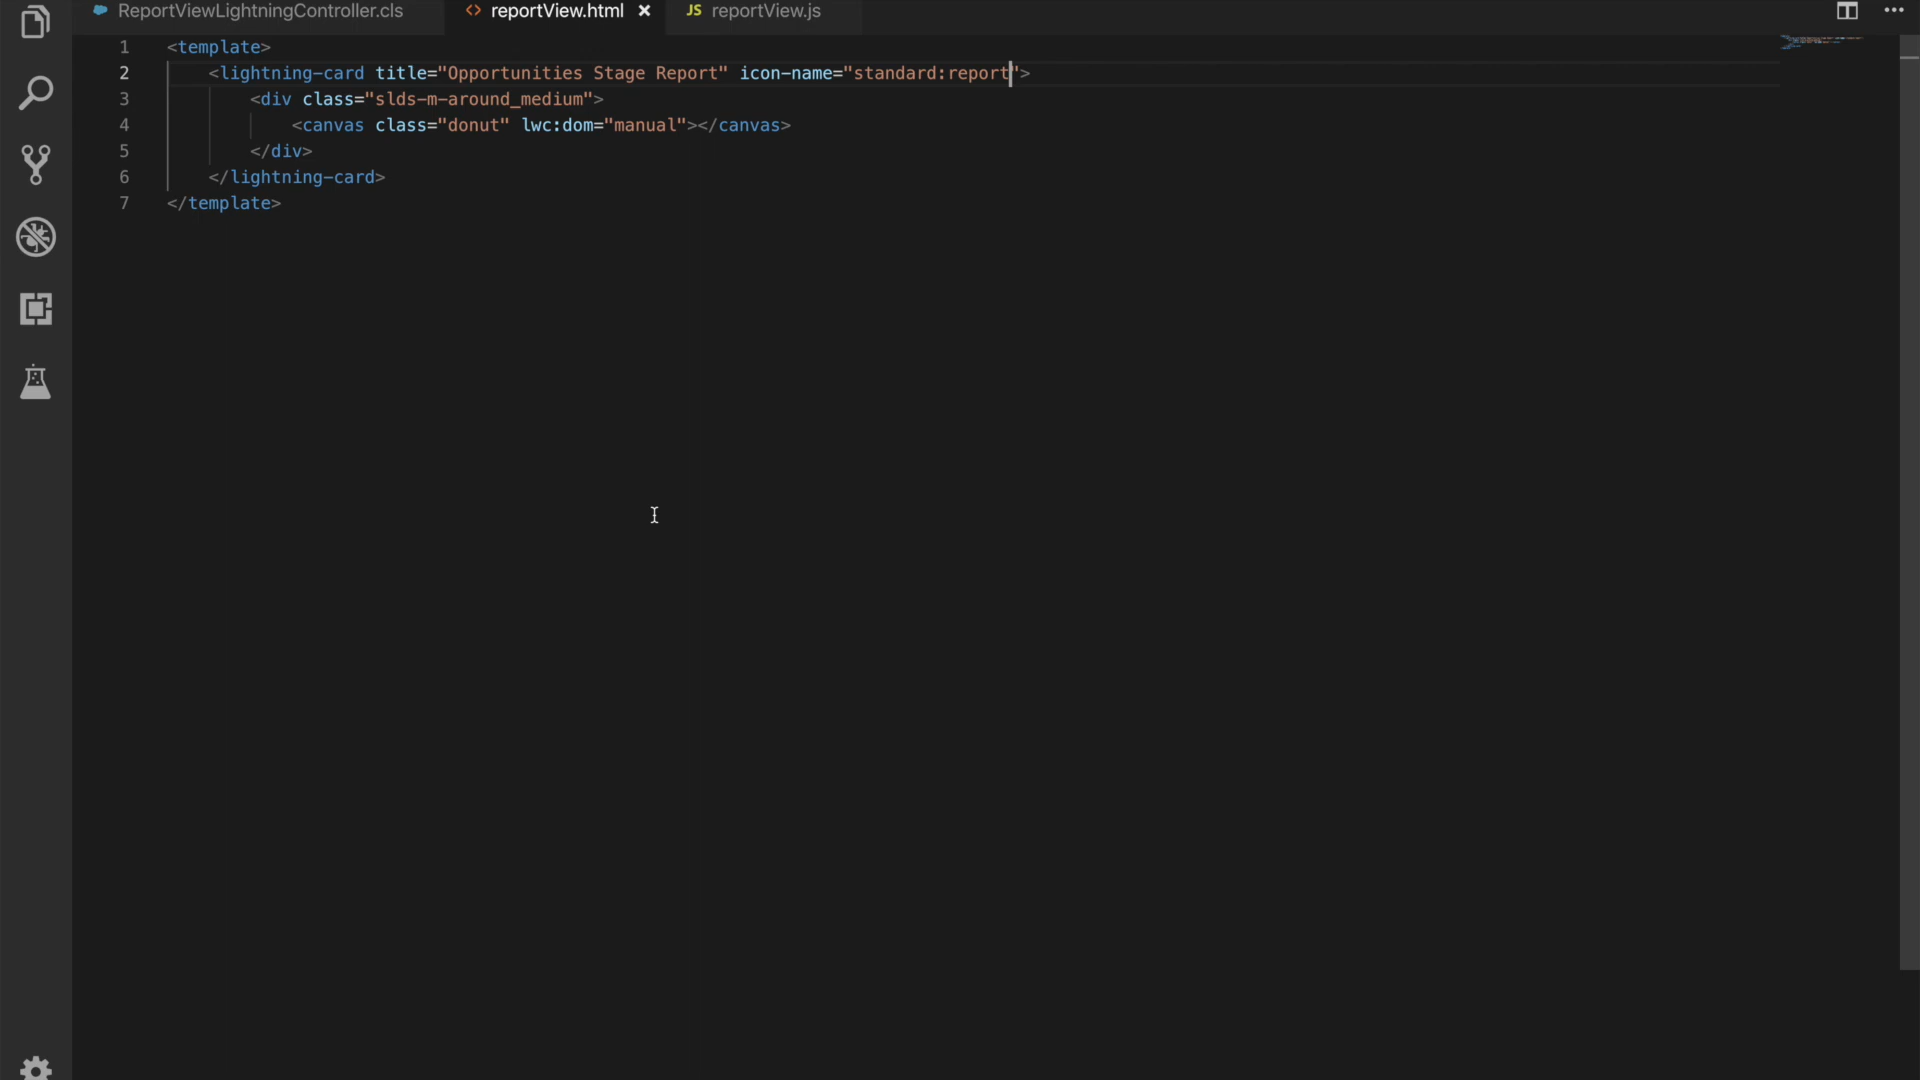 ReportViewLightningController.cls
<> reportView.html ×
JS reportView.js
1 <template>
2 <lightning-card title="Opportunities Stage Report" icon-name="standard:report">
3 <div class="slds-m-around_medium">
4 <canvas class="donut" lwc:dom="manual"></canvas>
5 </div>
6 </lightning-card>
7 </template>